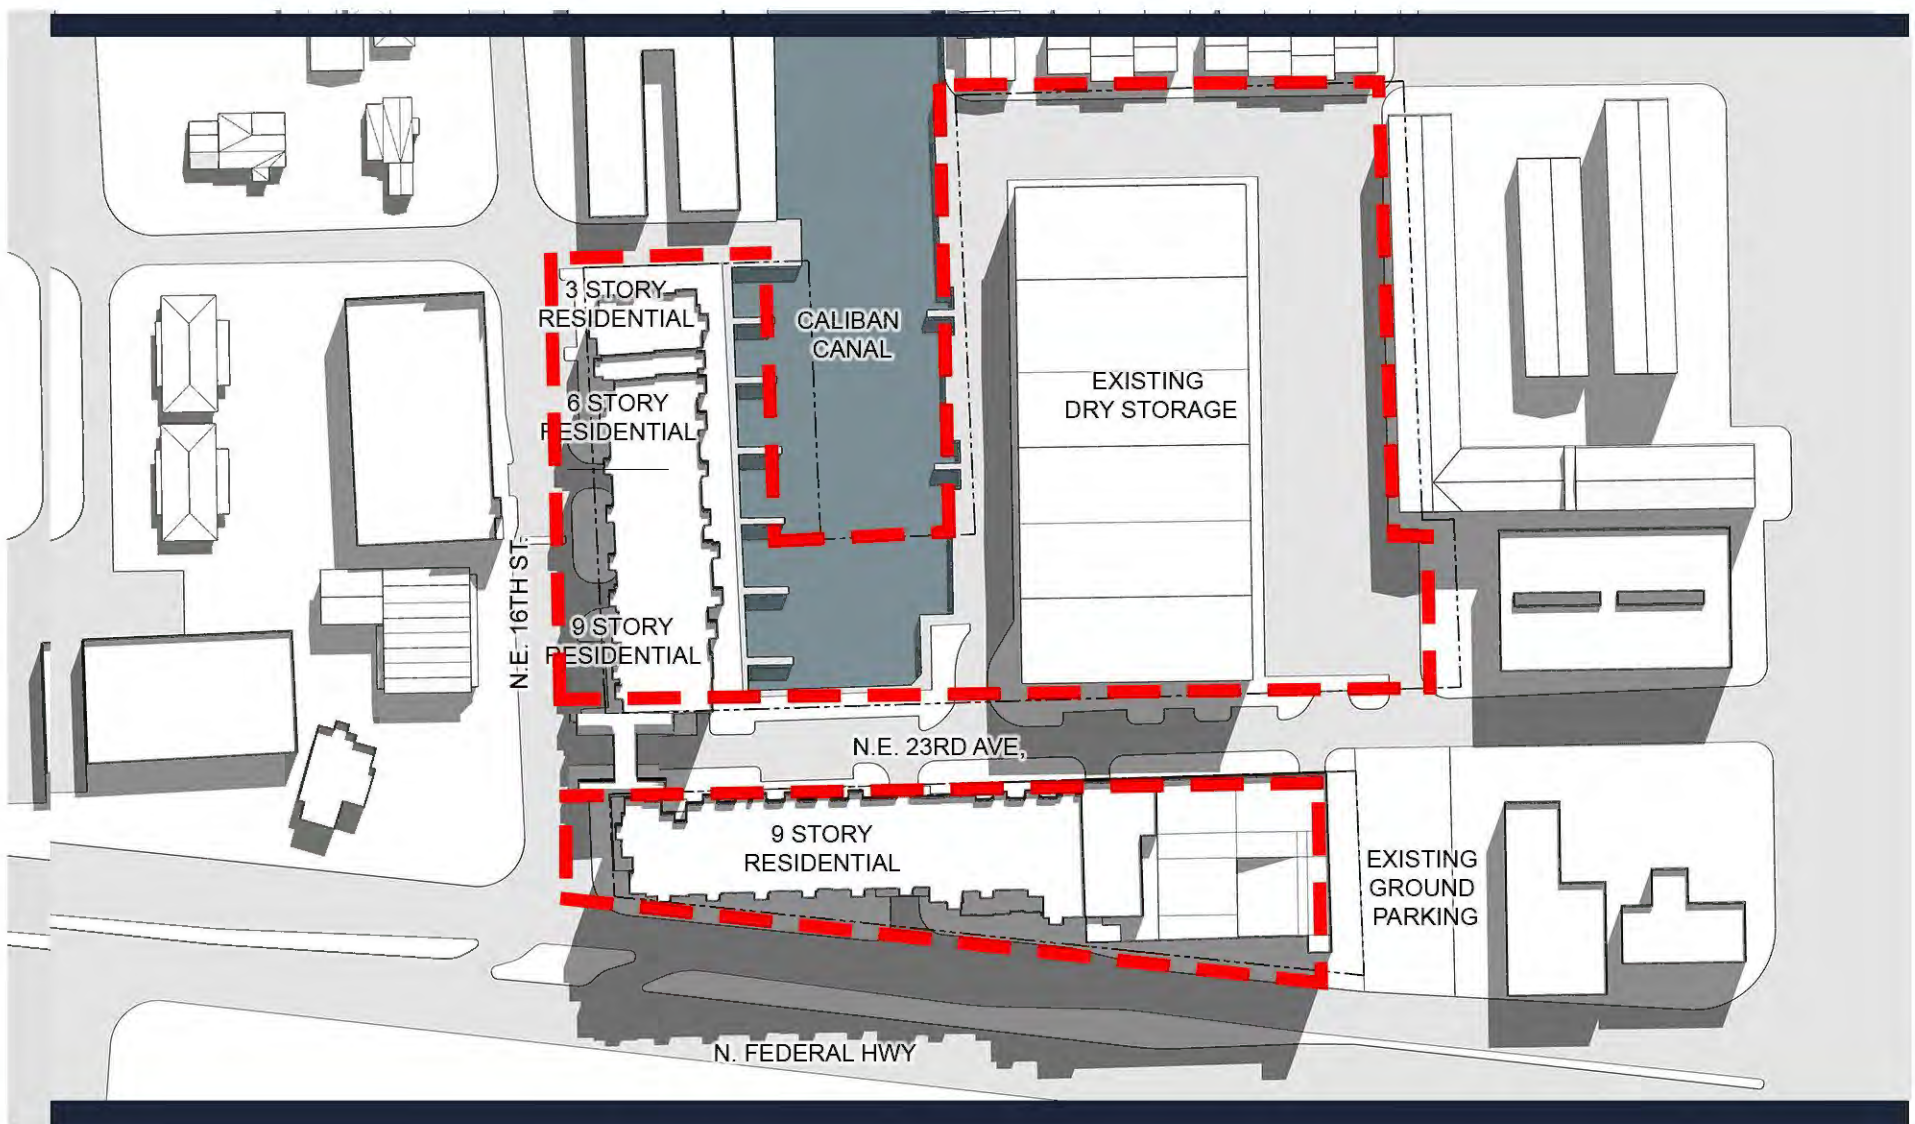 3 STORY
RESIDENTIAL
CALIBAN
CANAL
EXISTING
DRY STORAGE
6 STORY
RESIDENTIAL
N.E. 16TH ST.
9 STORY
RESIDENTIAL
N.E. 23RD AVE,
9 STORY
RESIDENTIAL
EXISTING
GROUND
PARKING
N. FEDERAL HWY